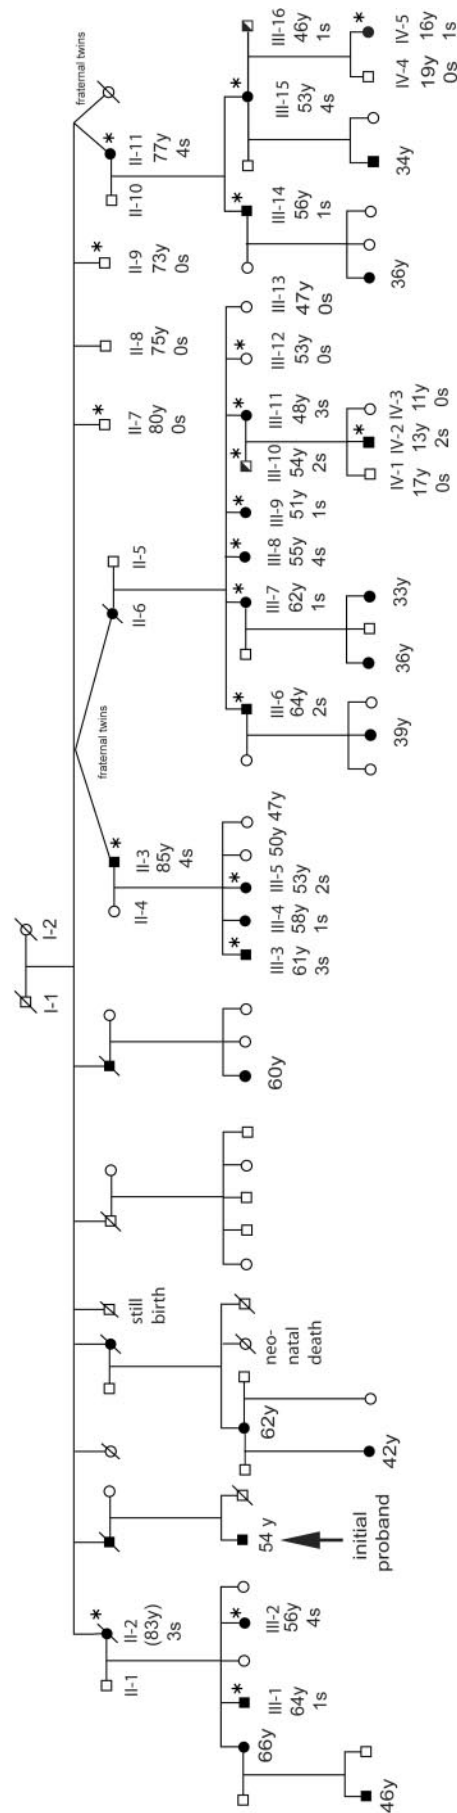 I-1
I-2
fraternal twins
fraternal twins
II-1
II-2
(83y)
3s
still
birth
II-4
II-3
85y
4s
II-6
II-5
II-7
80y
0s
II-8
75y
0s
II-9
73y
0s
II-10
II-11
77y
4s
66y
III-1
64y
1s
III-2
56y
4s
54 y
initial
proband
62y
neo-
natal
death
60y
III-3
61y
3s
III-4
58y
1s
III-5
53y
2s
50y
47y
III-6
64y
2s
III-7
62y
1s
III-8
55y
4s
III-9
51y
1s
III-10
54y
2s
III-11
48y
3s
III-12
53y
0s
III-13
47y
0s
III-14
56y
1s
III-15
53y
4s
III-16
46y
1s
46y
42y
39y
36y
33y
IV-1
17y
0s
IV-2
13y
2s
IV-3
11y
0s
36y
34y
IV-4
19y
0s
IV-5
16y
1s